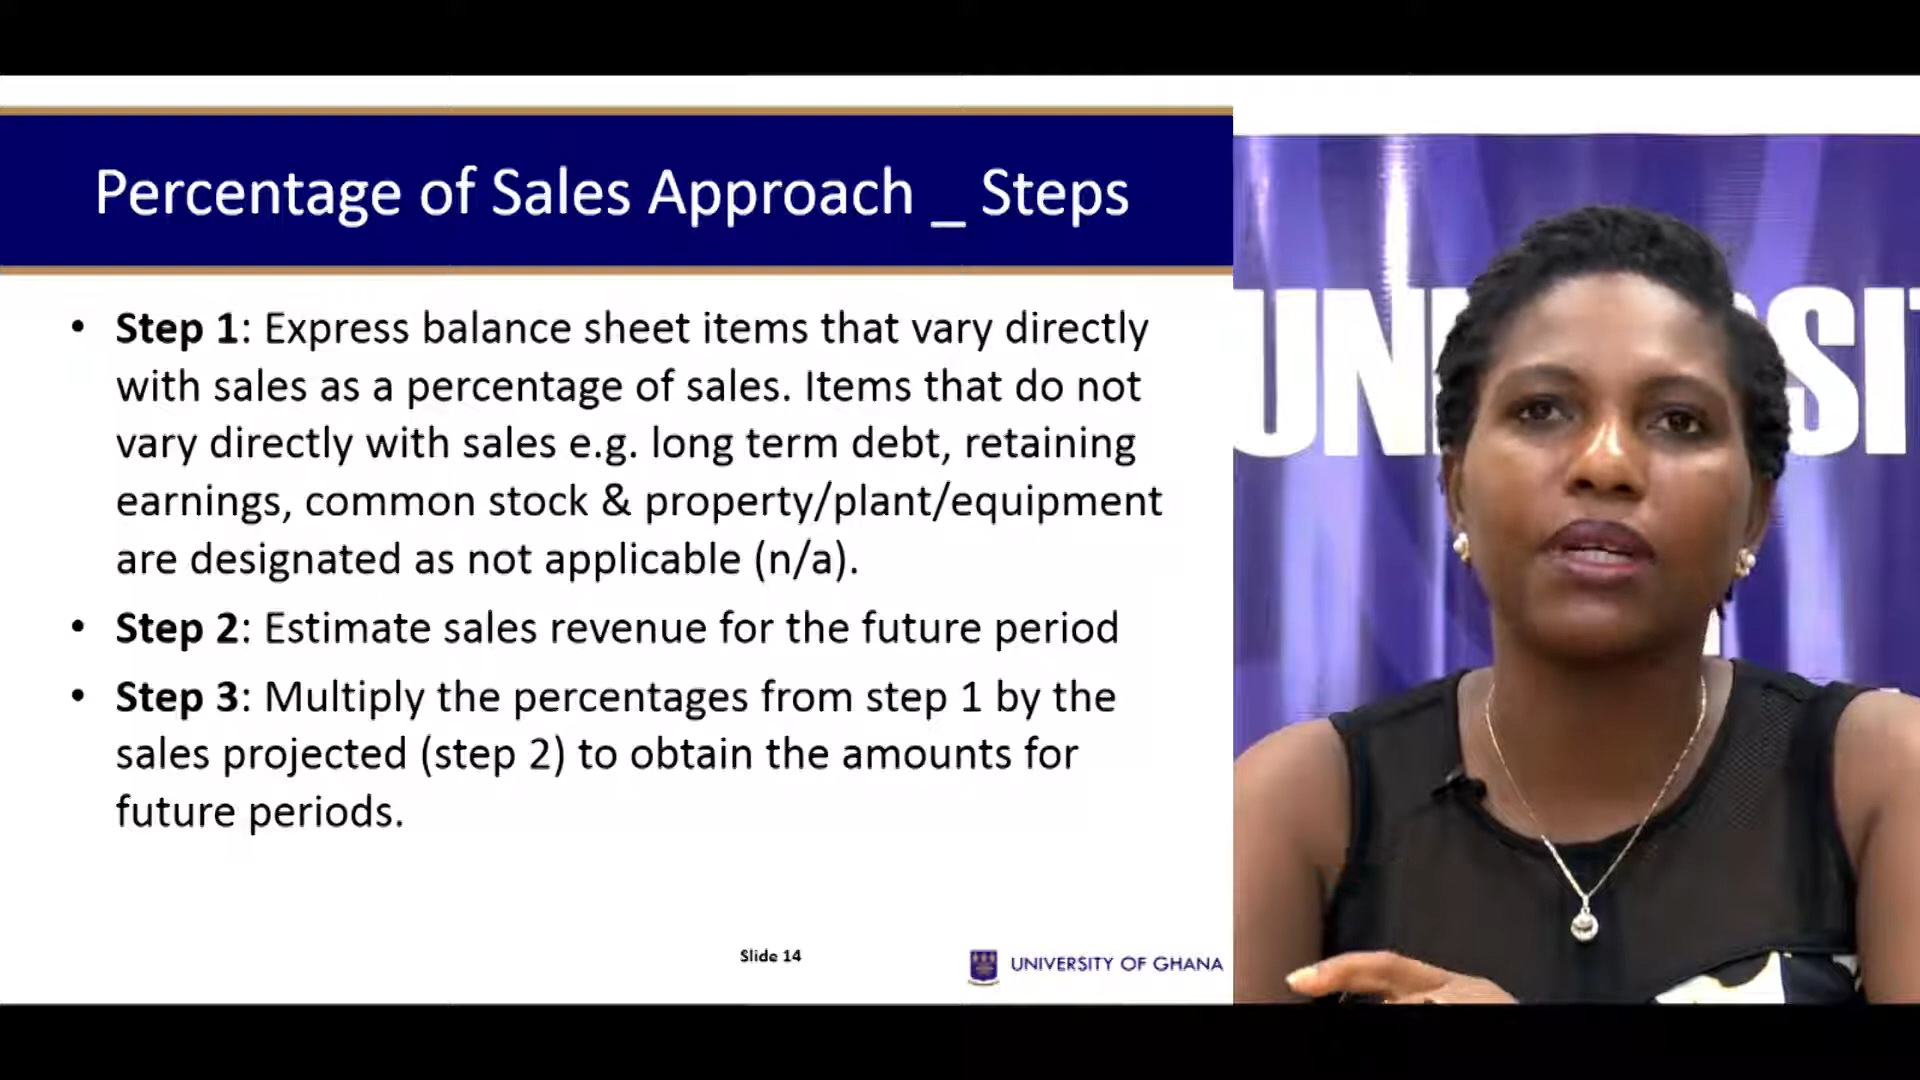 Percentage of Sales Approach _ Steps
• Step 1: Express balance sheet items that vary directly
with sales as a percentage of sales. Items that do not
vary directly with sales e.g. long term debt, retaining
earnings, common stock & property/plant/equipment
are designated as not applicable (n/a).
• Step 2: Estimate sales revenue for the future period
• Step 3: Multiply the percentages from step 1 by the
sales projected (step 2) to obtain the amounts for
future periods.
Slide 14
UNIVERSITY OF GHANA